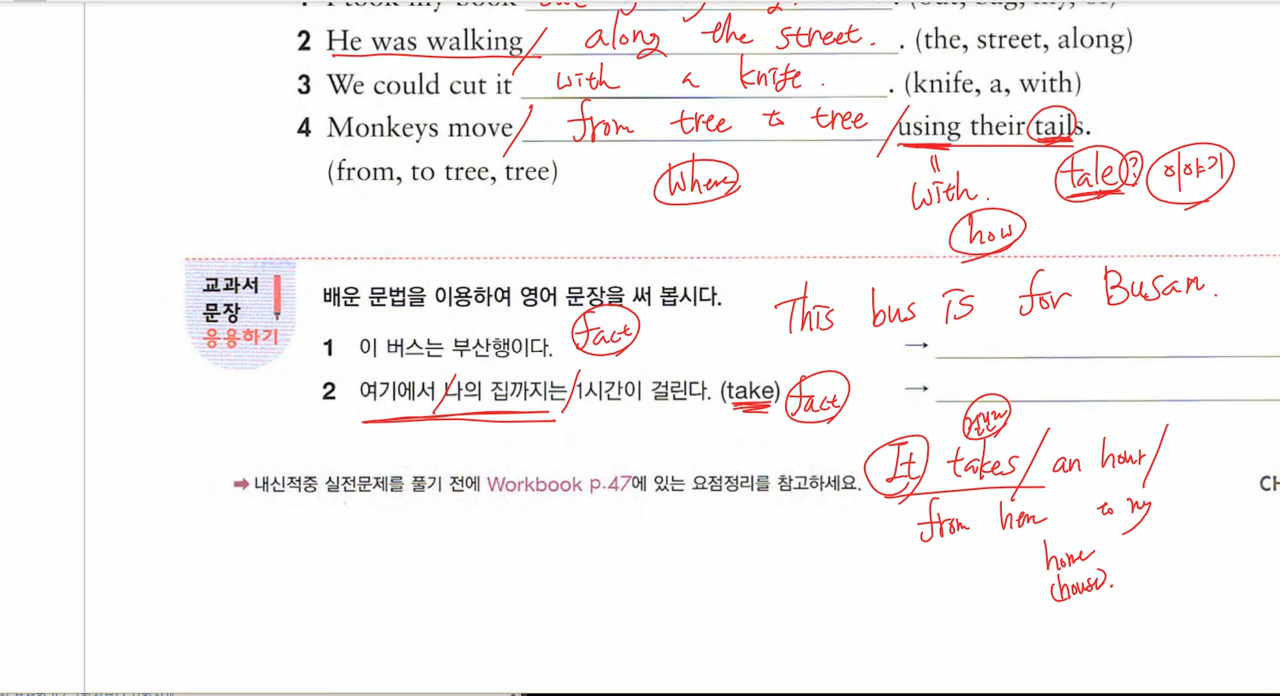 2 He was walking / along the street. . (the, street, along)
3 We could cut it with a knife. . (knife, a, with)
4 Monkeys move / from tree to tree / using their tails.
(from, to tree, tree)
where
"
with.
how
tale? 이야기
교과서
문장
응용하기
배운 문법을 이용하여 영어 문장을 써 봅시다.
This bus is for Busan.
1 이 버스는 부산행이다. fact →
2 여기에서 / 나의 집까지는 / 1시간이 걸린다. (take) fact →
It takes / an hour /
from here to my
home
(house).
➡ 내신적중 실전문제를 풀기 전에 Workbook p.47에 있는 요점정리를 참고하세요.
CH